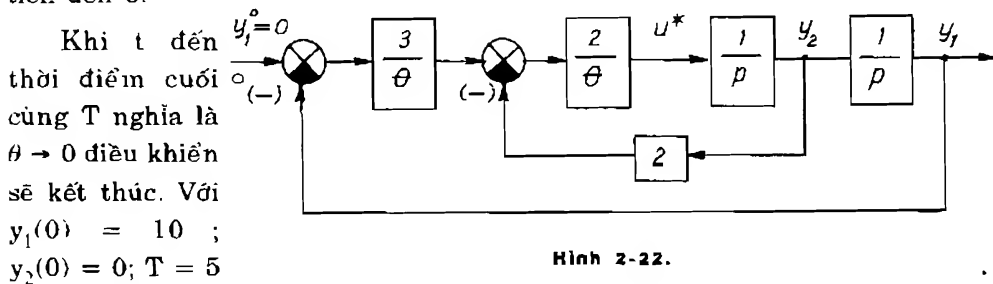 tiến đến 0.
Khi t đến
thời điểm cuối
cùng T nghĩa là
θ → 0 điều khiển
sẽ kết thúc. Với
y₁(0) = 10 ;
y₂(0) = 0; T = 5
y₁° = 0
0
(−)
3
θ
(−)
2
θ
u*
1
p
y₂
1
p
y₁
2
Hình 2-22.